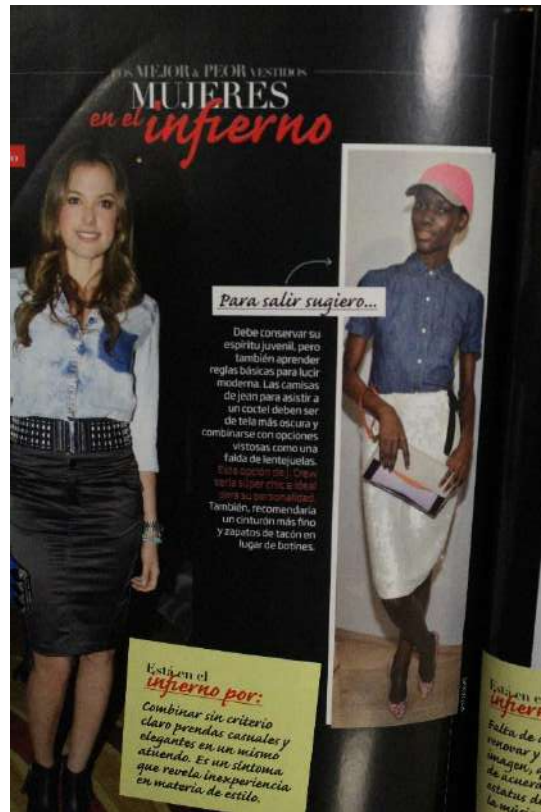 LOS MEJOR & PEOR VESTIDOS
MUJERES
en el infierno
Para salir sugiero...
Debe conservar su
espíritu juvenil, pero
también aprender
reglas básicas para lucir
moderna. Las camisas
de jean para asistir a
un coctel deben ser
de tela más oscura y
combinarse con opciones
vistosas como una
falda de lentejuelas.
Esta opción de J. Crew
sería súper chic e ideal
para su personalidad.
También, recomendaría
un cinturón más fino
y zapatos de tacón en
lugar de botines.
Está en el
infierno por:
Combinar sin criterio
claro prendas casuales y
elegantes en un mismo
atuendo. Es un síntoma
que revela inexperiencia
en materia de estilo.
Está en e
infiern
Falta de
renovar y
imagen,
de acuerd
estatus d